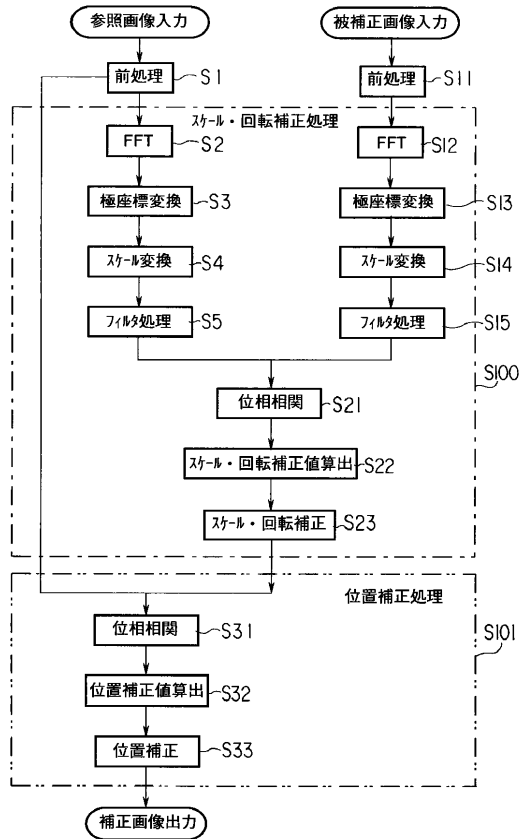 参照画像入力
被補正画像入力
前処理 S1
前処理 S11
スケール・回転補正処理
FFT S2
FFT S12
極座標変換 S3
極座標変換 S13
スケール変換 S4
スケール変換 S14
フィルタ処理 S5
フィルタ処理 S15
S100
位相相関 S21
スケール・回転補正値算出 S22
スケール・回転補正 S23
位置補正処理
位相相関 S31
S101
位置補正値算出 S32
位置補正 S33
補正画像出力